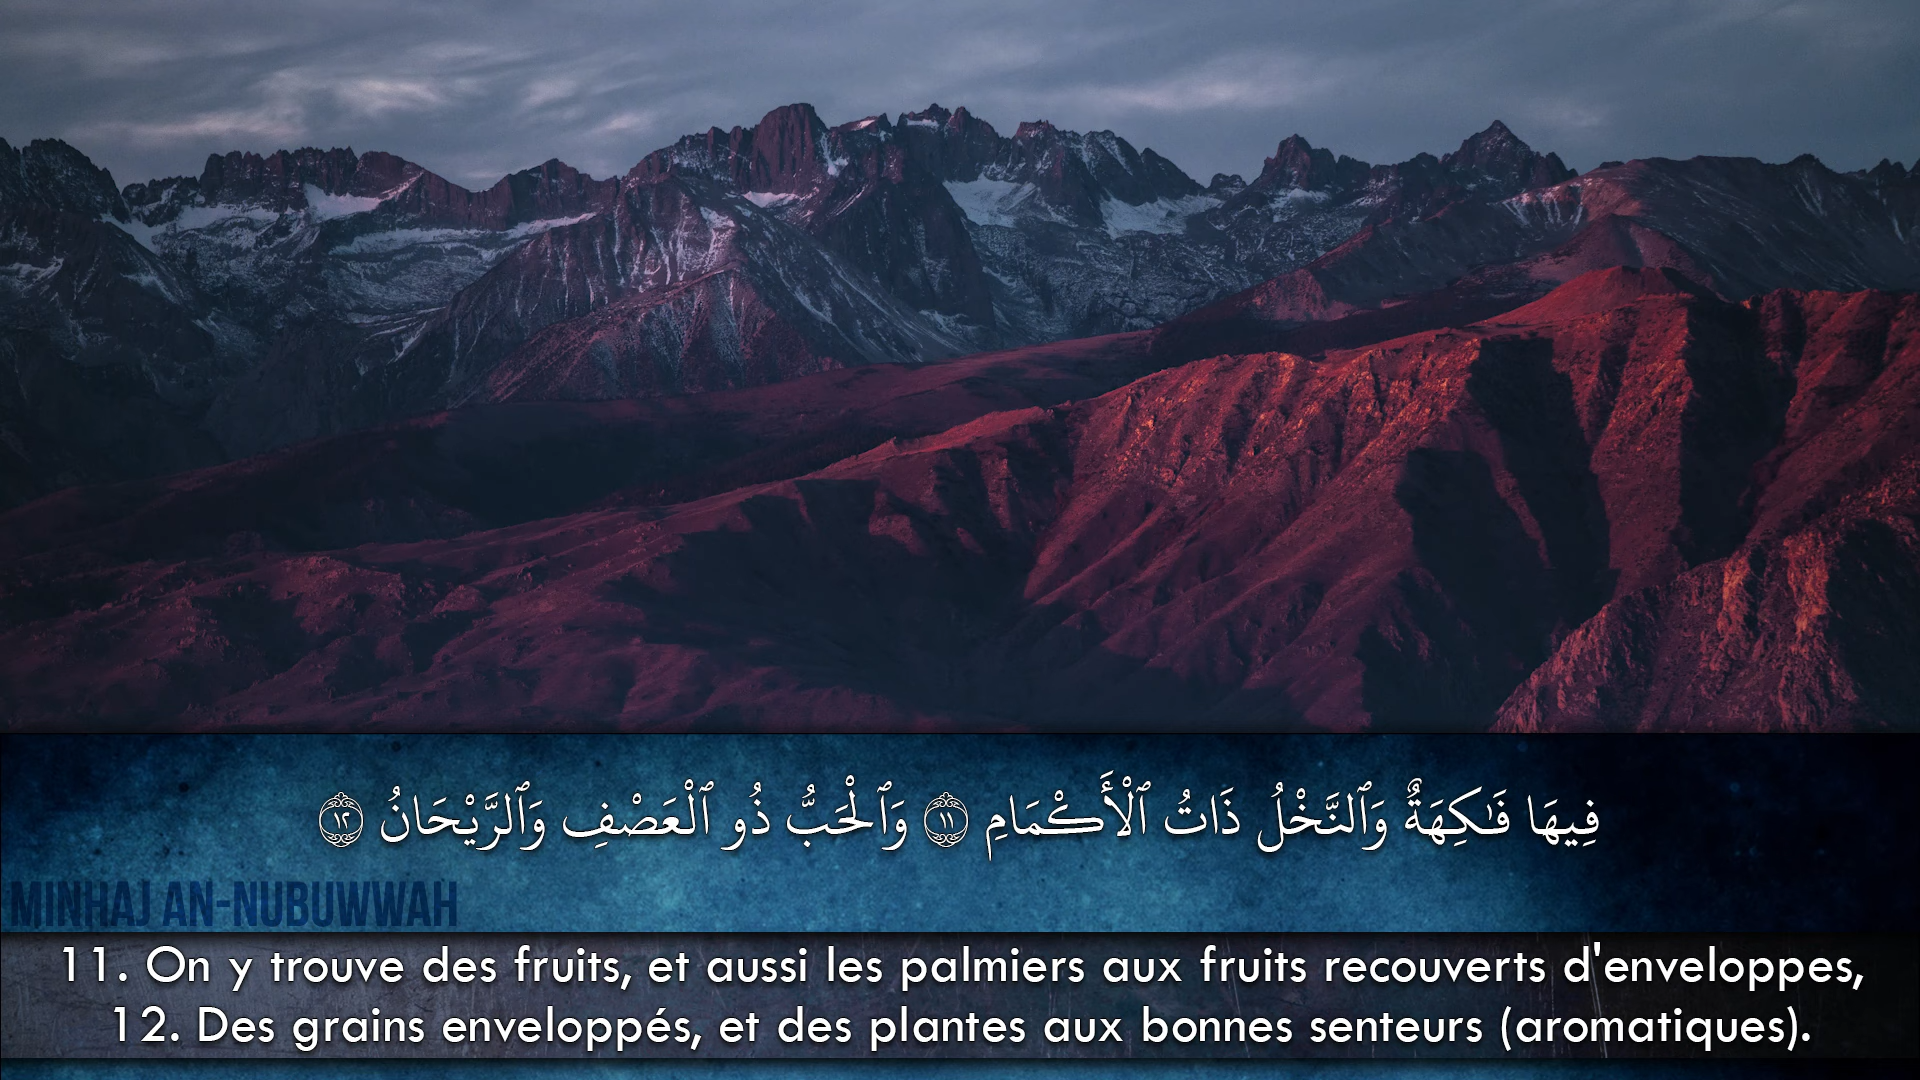 فِيهَا فَٰكِهَةٌ وَٱلنَّخْلُ ذَاتُ ٱلْأَكْمَامِ ۝١١ وَٱلْحَبُّ ذُو ٱلْعَصْفِ وَٱلرَّيْحَانُ ۝١٢
MINHAJ AN-NUBUWWAH
11. On y trouve des fruits, et aussi les palmiers aux fruits recouverts d'enveloppes,
12. Des grains enveloppés, et des plantes aux bonnes senteurs (aromatiques).